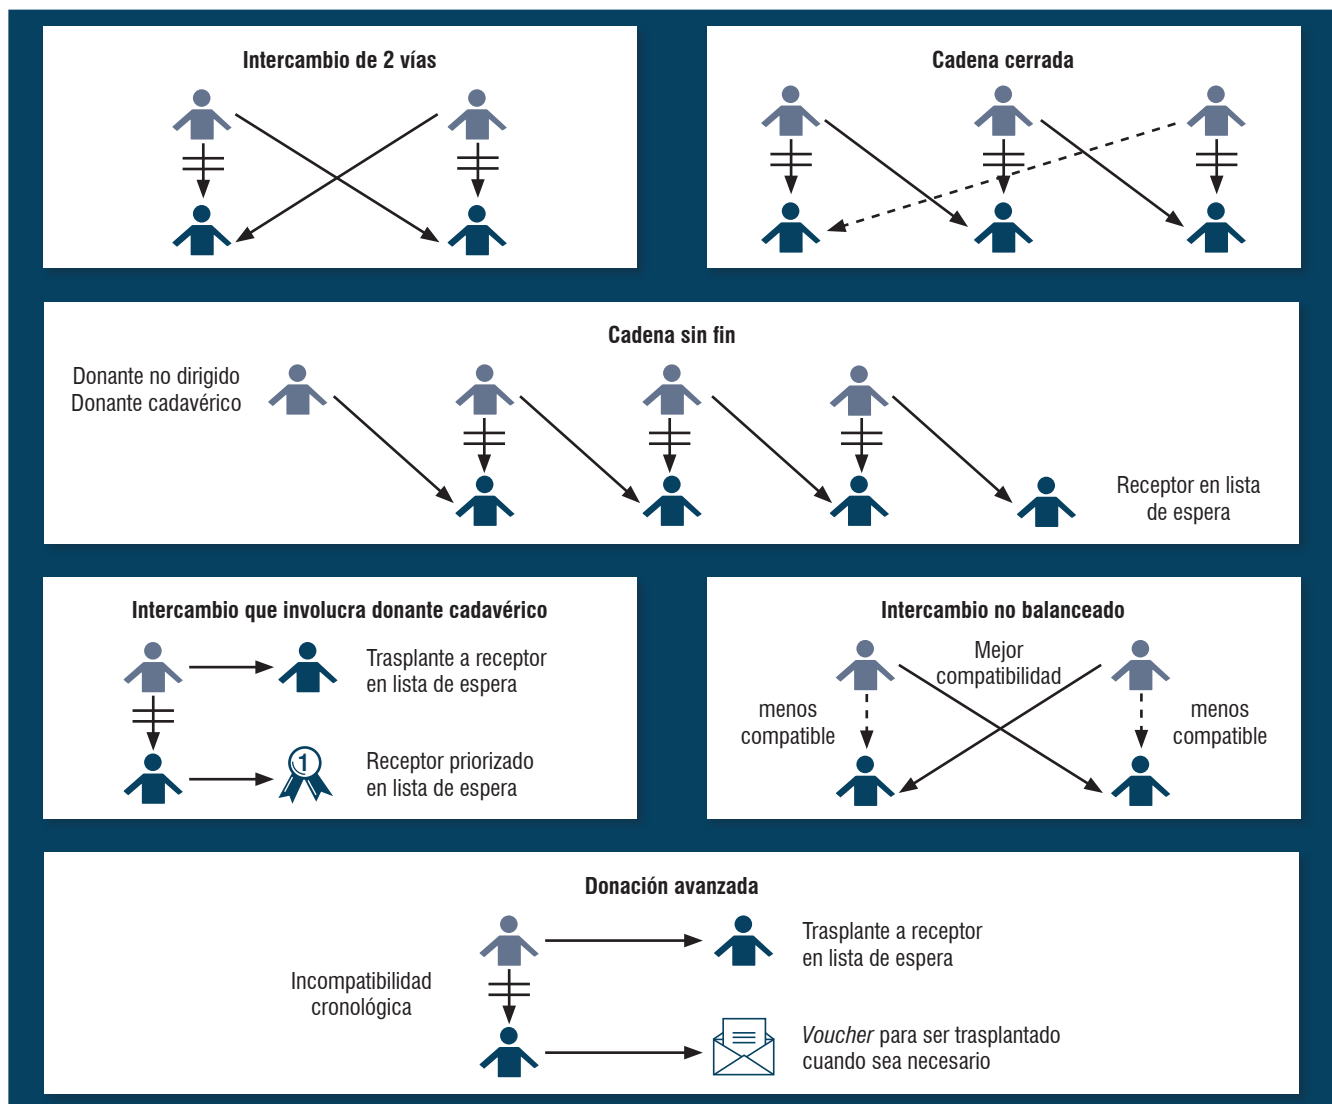 Intercambio de 2 vías
Cadena cerrada
Cadena sin fin
Donante no dirigido
Donante cadavérico
Receptor en lista
de espera
Intercambio que involucra donante cadavérico
Trasplante a receptor
en lista de espera
1
Receptor priorizado
en lista de espera
Intercambio no balanceado
Mejor
compatibilidad
menos
compatible
menos
compatible
Donación avanzada
Incompatibilidad
cronológica
Trasplante a receptor
en lista de espera
Voucher para ser trasplantado
cuando sea necesario